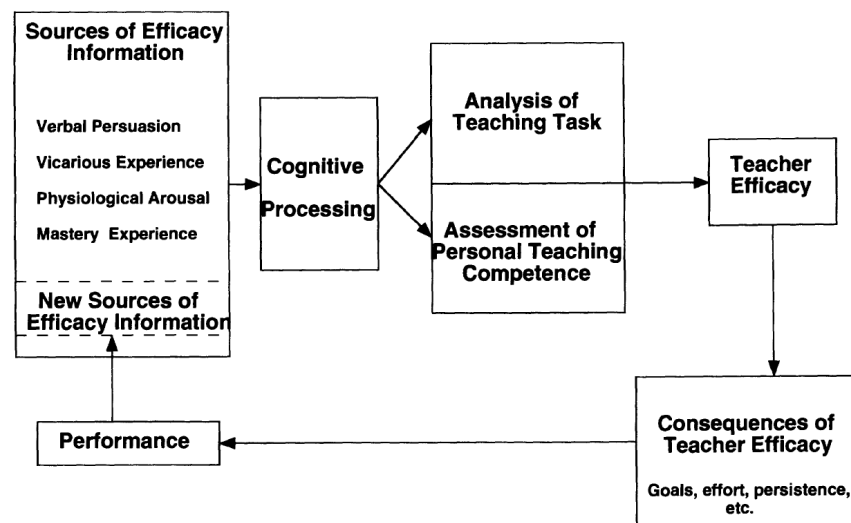 Sources of Efficacy
Information
Verbal Persuasion
Vicarious Experience
Physiological Arousal
Mastery Experience
New Sources of
Efficacy Information
Cognitive
Processing
Analysis of
Teaching Task
Assessment of
Personal Teaching
Competence
Teacher
Efficacy
Consequences of
Teacher Efficacy
Goals, effort, persistence,
etc.
Performance